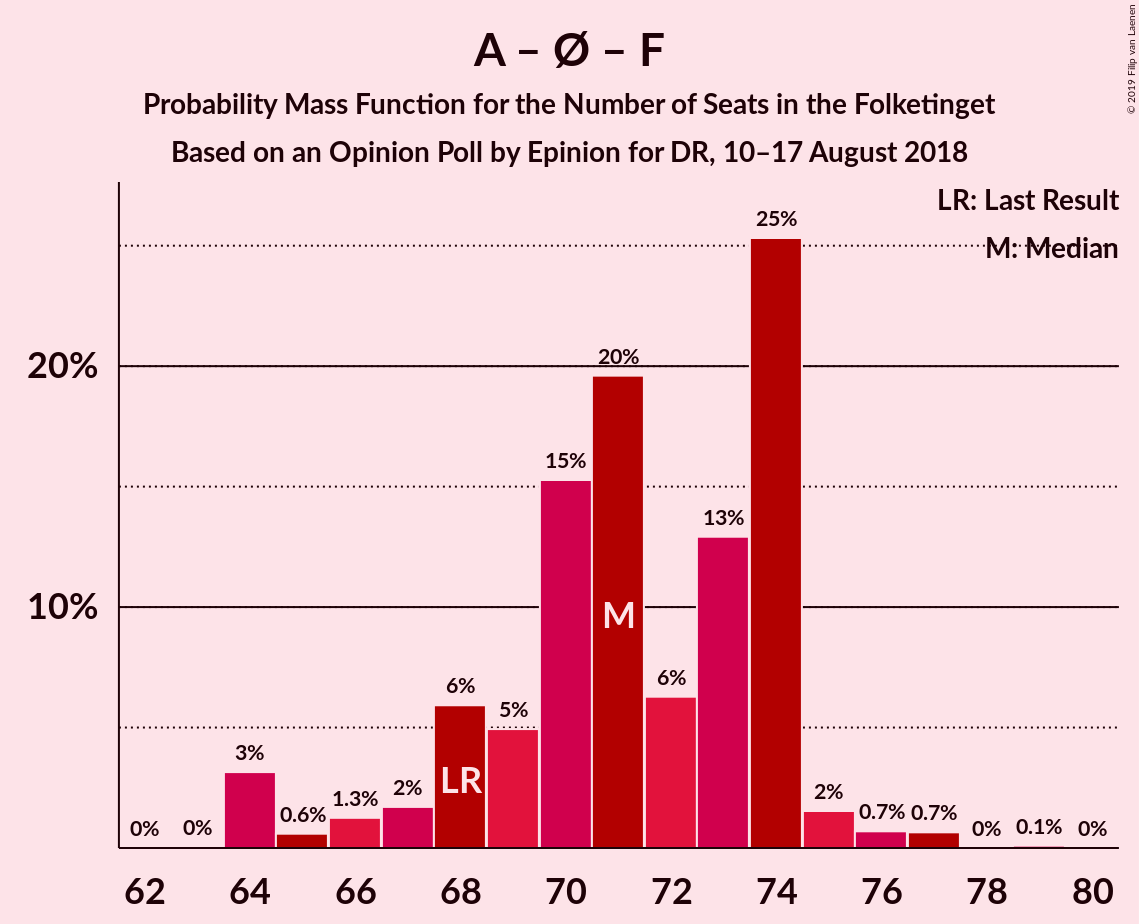 A – Ø – F
Probability Mass Function for the Number of Seats in the Folketinget
Based on an Opinion Poll by Epinion for DR, 10–17 August 2018
© 2019 Filip van Laenen
LR: Last Result
M: Median
25%
20%
20%
15%
13%
10%
M
6%
6%
5%
LR
3%
2%
2%
1.3%
0.6%
0.7%
0.7%
0%
0%
0%
0.1%
0%
62 64 66 68 70 72 74 76 78 80